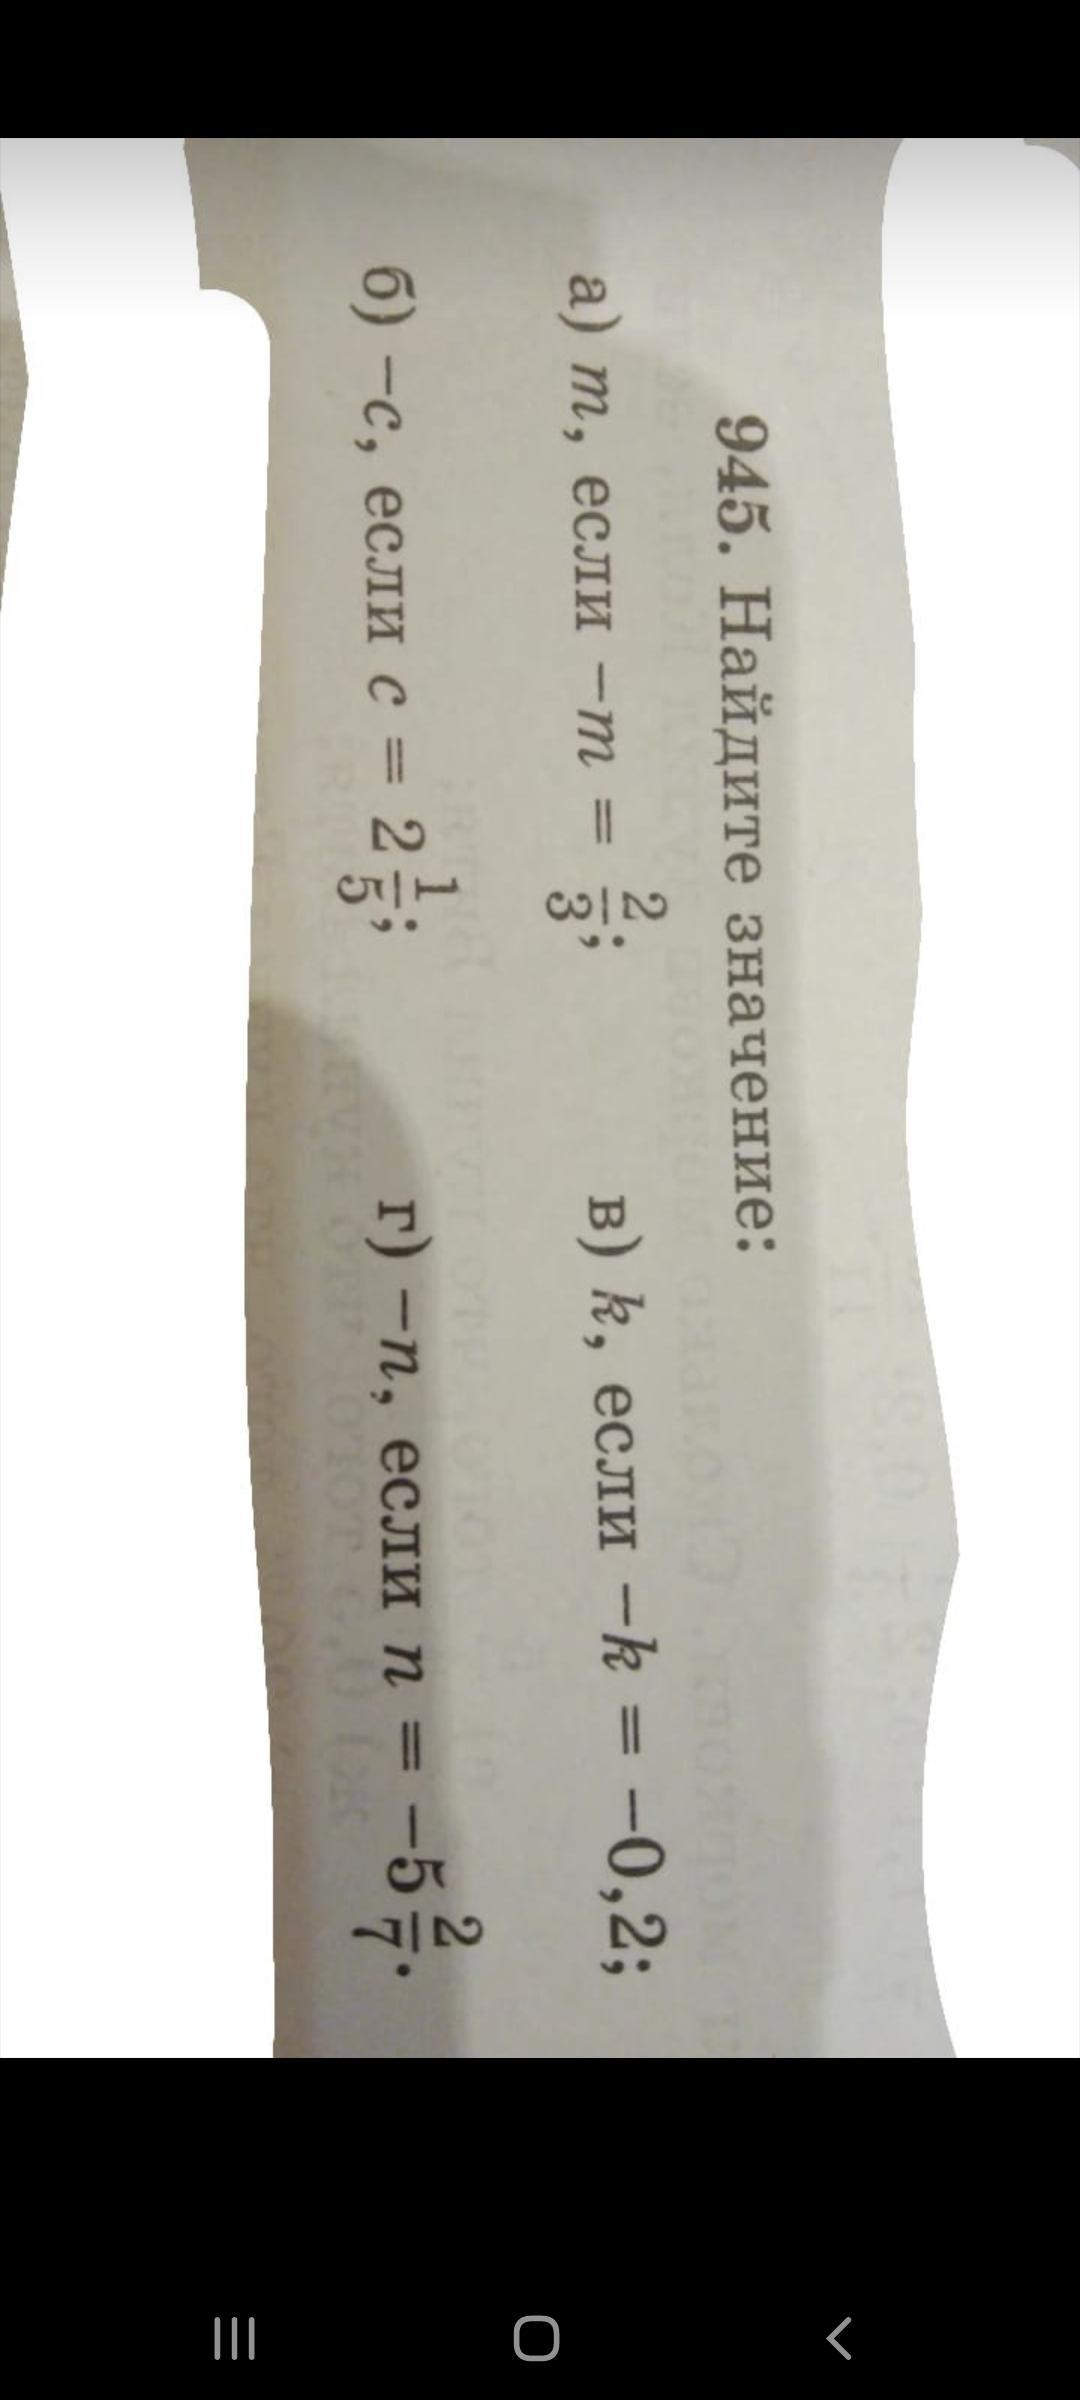 945. Найдите значение:
а) m, если −m = 2/3;
в) k, если −k = −0,2;
б) −c, если c = 2 1/5;
г) −n, если n = −5 2/7.